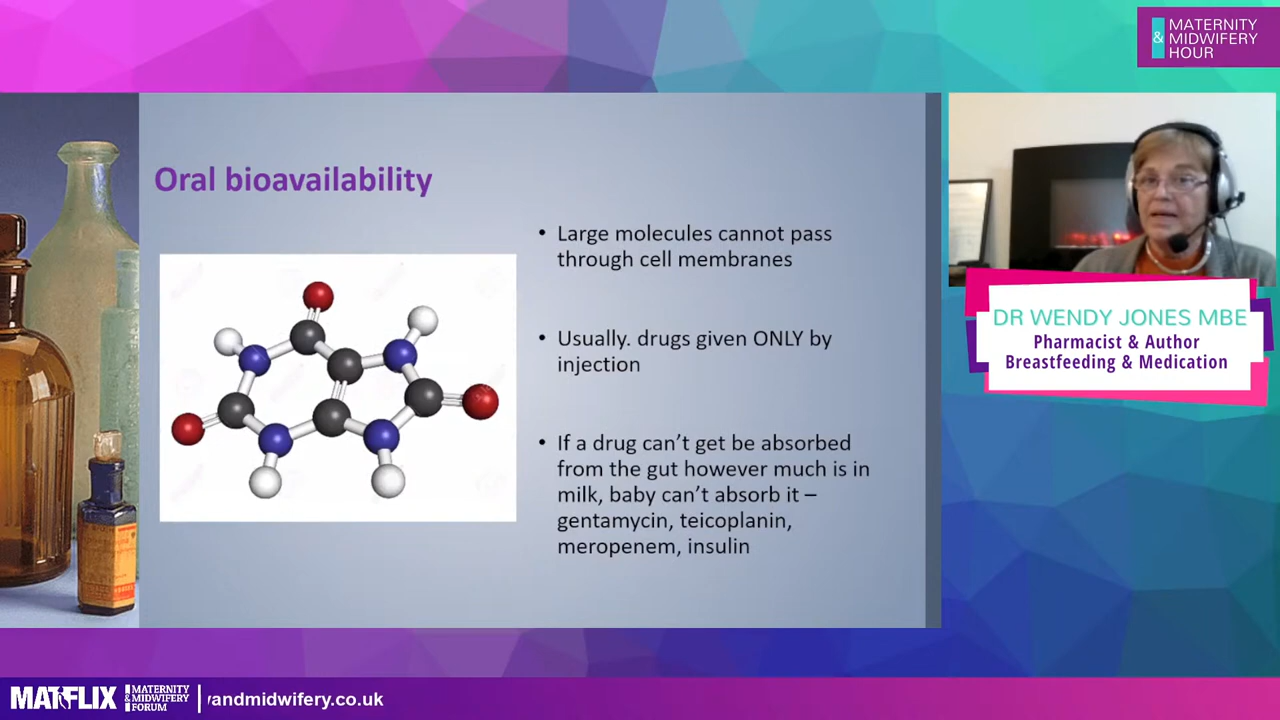 MATERNITY
& MIDWIFERY
HOUR
Oral bioavailability
• Large molecules cannot pass
through cell membranes
• Usually. drugs given ONLY by
injection
• If a drug can’t get be absorbed
from the gut however much is in
milk, baby can’t absorb it –
gentamycin, teicoplanin,
meropenem, insulin
DR WENDY JONES MBE
Pharmacist & Author
Breastfeeding & Medication
MATFLIX
MATERNITY
& MIDWIFERY
FORUM
andmidwifery.co.uk